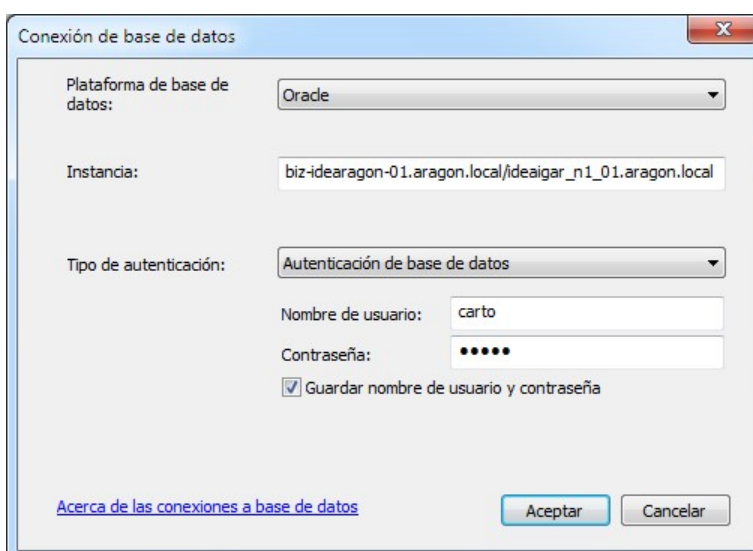 Conexión de base de datos
Plataforma de base de
datos:
Oracle
Instancia:
biz-idearagon-01.aragon.local/ideaigar_n1_01.aragon.local
Tipo de autenticación:
Autenticación de base de datos
Nombre de usuario:
carto
Contraseña:
●●●●●
Guardar nombre de usuario y contraseña
Acerca de las conexiones a base de datos
Aceptar
Cancelar